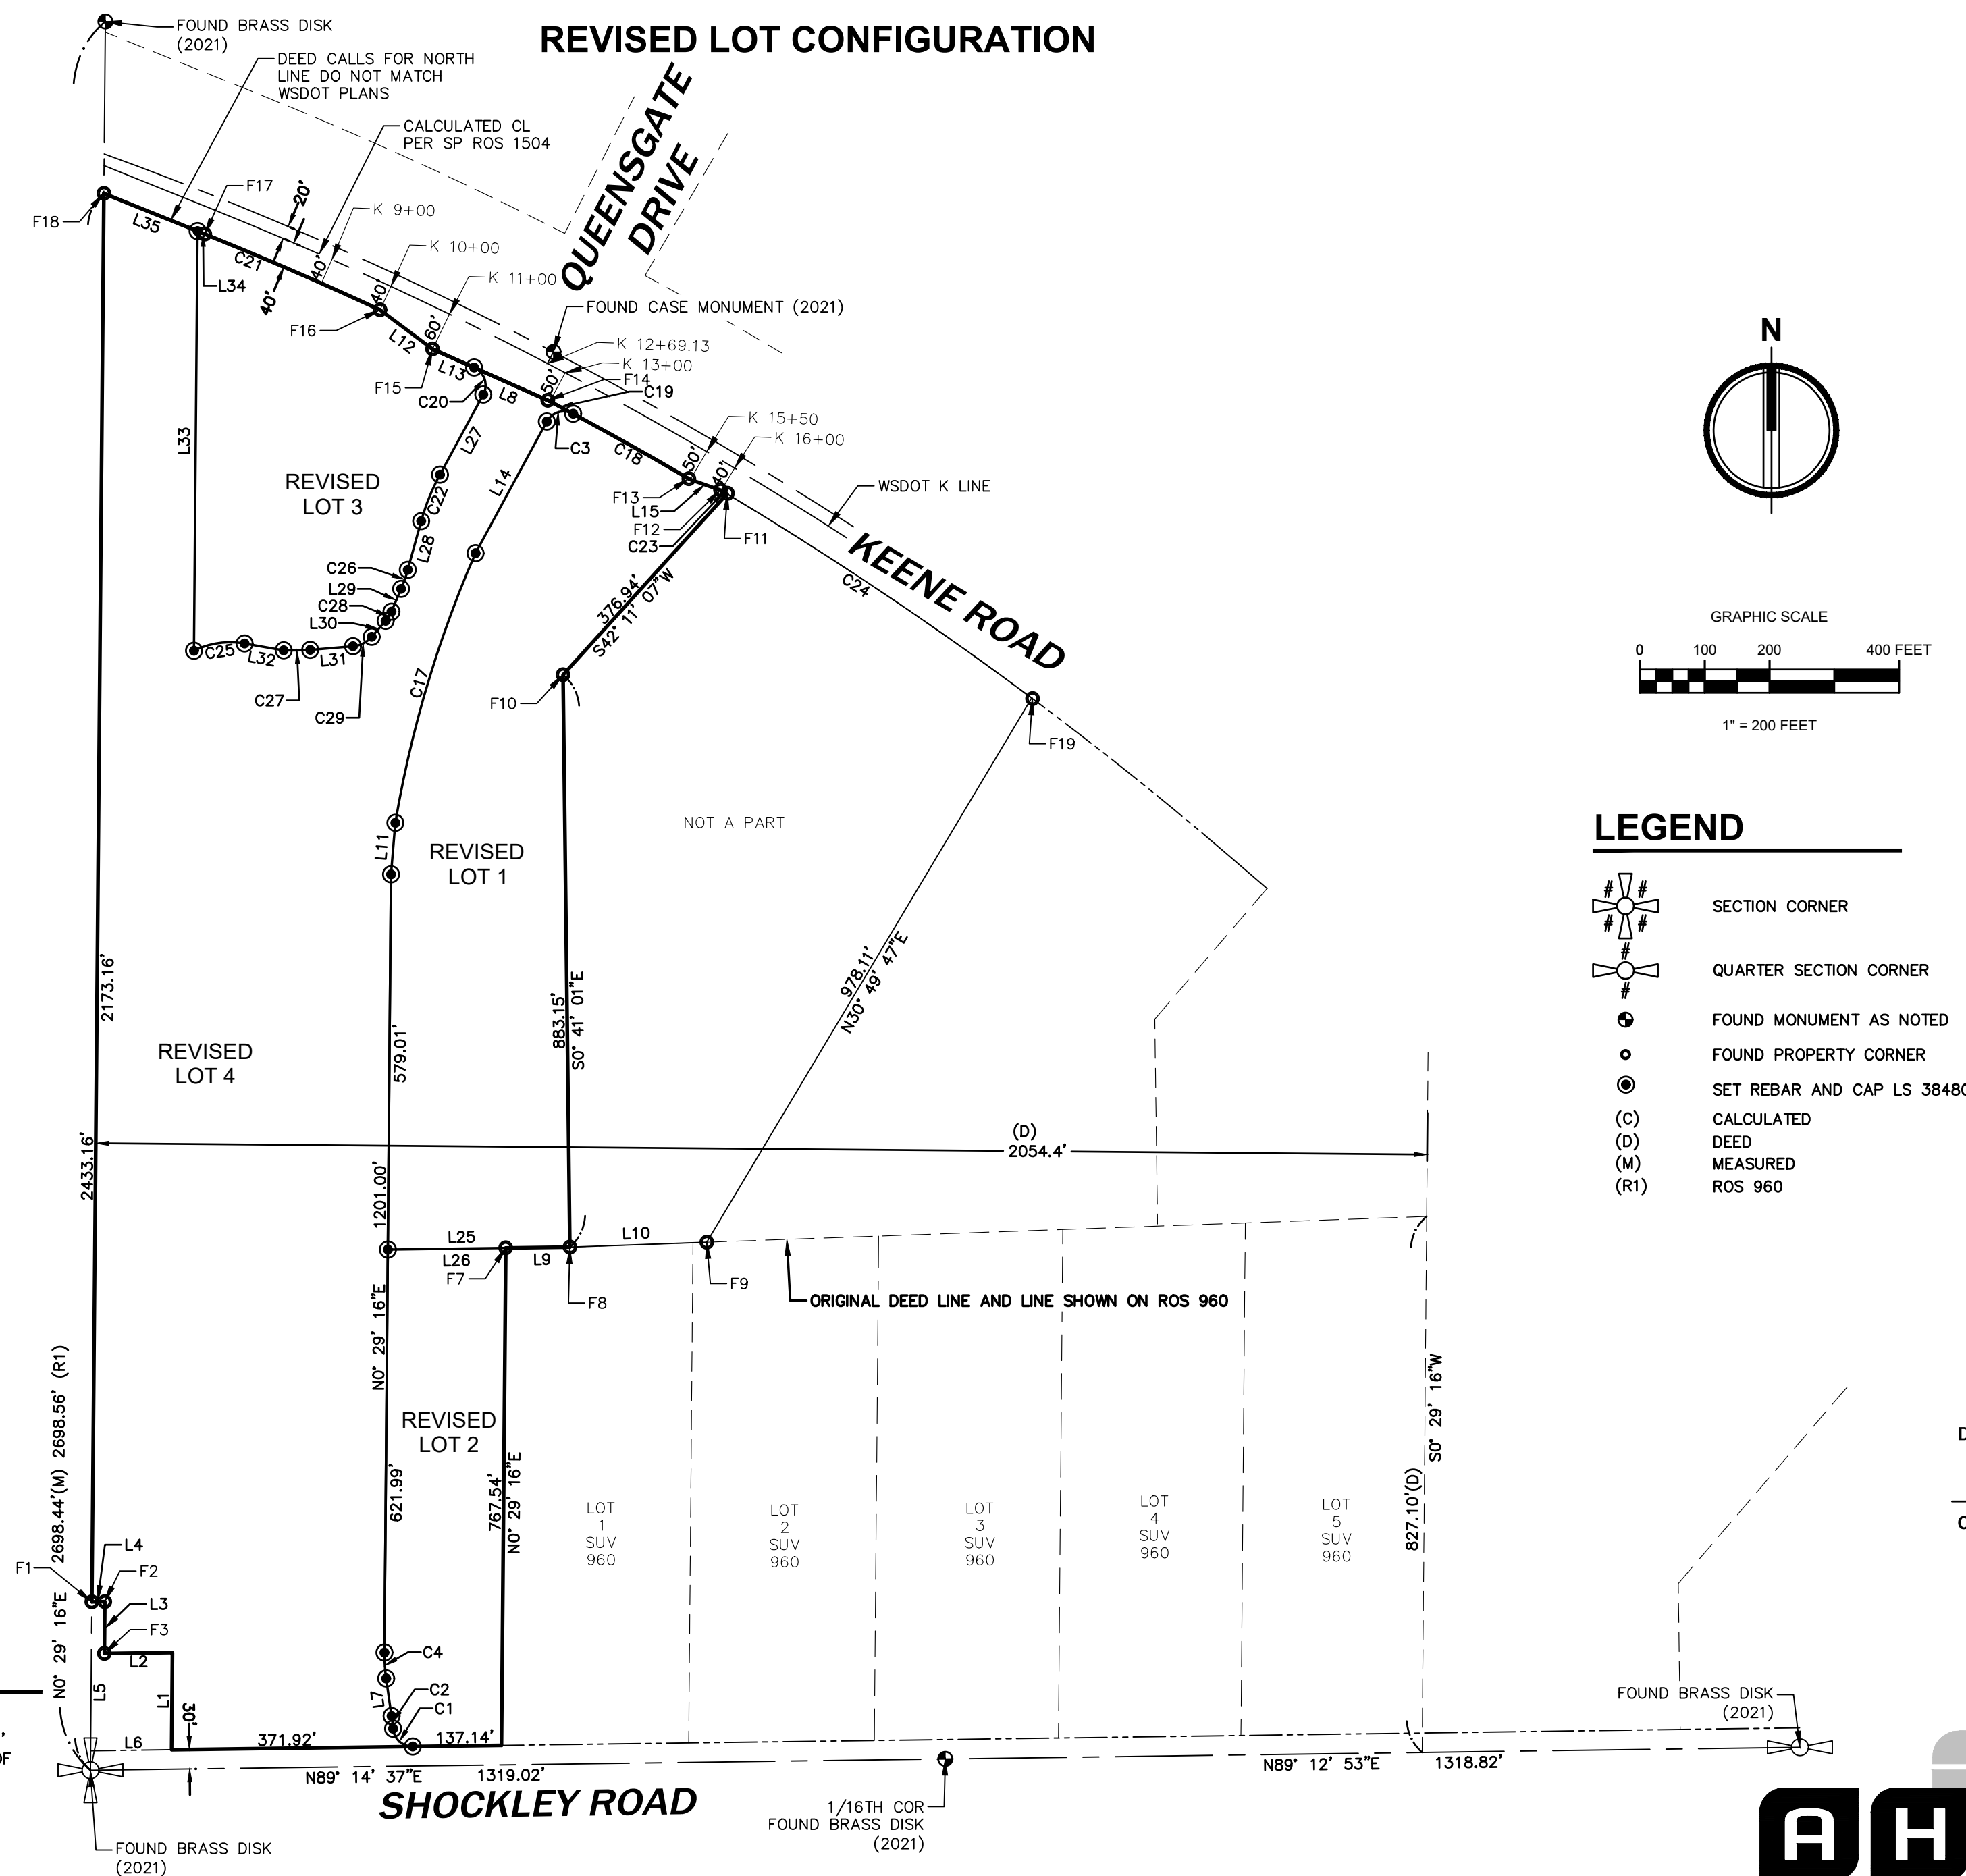 REVISED LOT CONFIGURATION
FOUND BRASS DISK
(2021)
DEED CALLS FOR NORTH
LINE DO NOT MATCH
WSDOT PLANS
CALCULATED CL
PER SP ROS 1504
QUEENSGATE
DRIVE
F17
20'
K 9+00
F18
L35
C21
L34
40'
40'
K 10+00
40'
K 11+00
F16
L12
60'
FOUND CASE MONUMENT (2021)
K 12+69.13
K 13+00
F15
L13
L8
50'
F14
C19
C20
K 15+50
K 16+00
C3
C18
50'
40'
L33
L27
L14
WSDOT K LINE
REVISED
LOT 3
C22
F13
L15
F12
C23
F11
L28
KEENE ROAD
C26
L29
C28
L30
C24
376.94'
S42° 11' 07"W
C25
L32
L31
C27
C29
C17
F10
F19
N
GRAPHIC SCALE
0
100
200
400 FEET
1" = 200 FEET
NOT A PART
L11
REVISED
LOT 1
LEGEND
# #
# #
SECTION CORNER
#
#
QUARTER SECTION CORNER
FOUND MONUMENT AS NOTED
FOUND PROPERTY CORNER
SET REBAR AND CAP LS 38480
(C) CALCULATED
(D) DEED
(M) MEASURED
(R1) ROS 960
2173.16'
978.11'
N30° 49' 47"E
883.15'
S0° 41' 01"E
579.01'
REVISED
LOT 4
2433.16'
(D)
2054.4'
1201.00'
L25
L26
L9
L10
F7
F8
F9
ORIGINAL DEED LINE AND LINE SHOWN ON ROS 960
N0° 29' 16"E
REVISED
LOT 2
621.99'
767.54'
N0° 29' 16"E
N0° 29' 16"E 2698.44'(M) 2698.56' (R1)
LOT
1
SUV
960
LOT
2
SUV
960
LOT
3
SUV
960
LOT
4
SUV
960
LOT
5
SUV
960
827.10'(D)
S0° 29' 16"W
F1
L4
F2
L3
F3
L2
L5
L1
30'
L6
C4
L7
C2
C1
371.92'
137.14'
N89° 14' 37"E
1319.02'
SHOCKLEY ROAD
FOUND BRASS DISK
(2021)
1/16TH COR
FOUND BRASS DISK
(2021)
N89° 12' 53"E
1318.82'
FOUND BRASS DISK
(2021)
AH